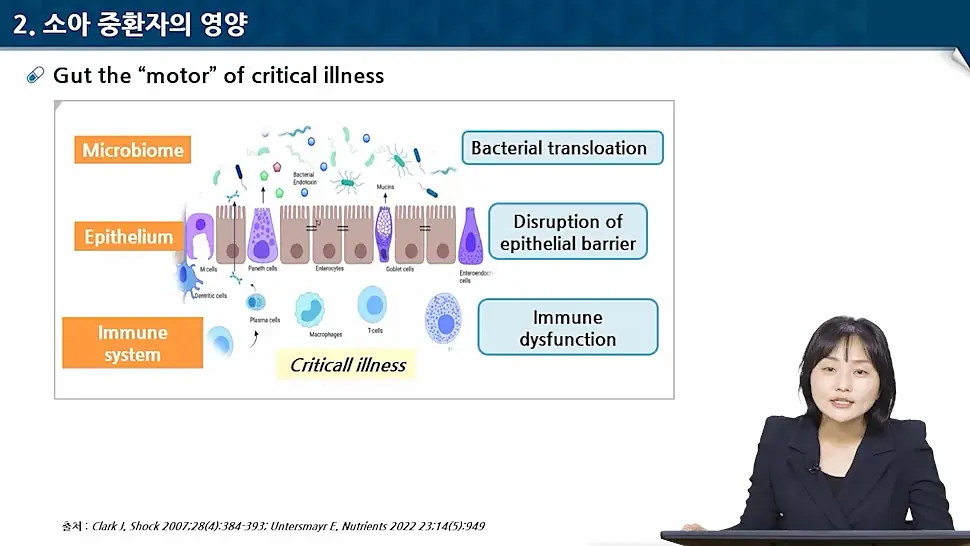 2. 소아 중환자의 영양
Gut the “motor” of critical illness
Microbiome
Bacterial
Endotoxin
Mucins
Bacterial transloation
Epithelium
Disruption of
epithelial barrier
M cells
Paneth cells
Enterocytes
Goblet cells
Enteroendoc
cells
Dentritic cells
Plasma cells
Macrophages
T-cells
Immune
system
Immune
dysfunction
Criticall illness
출처 : Clark J, Shock 2007;28(4):384-393; Untersmayr E, Nutrients 2022 23;14(5):949